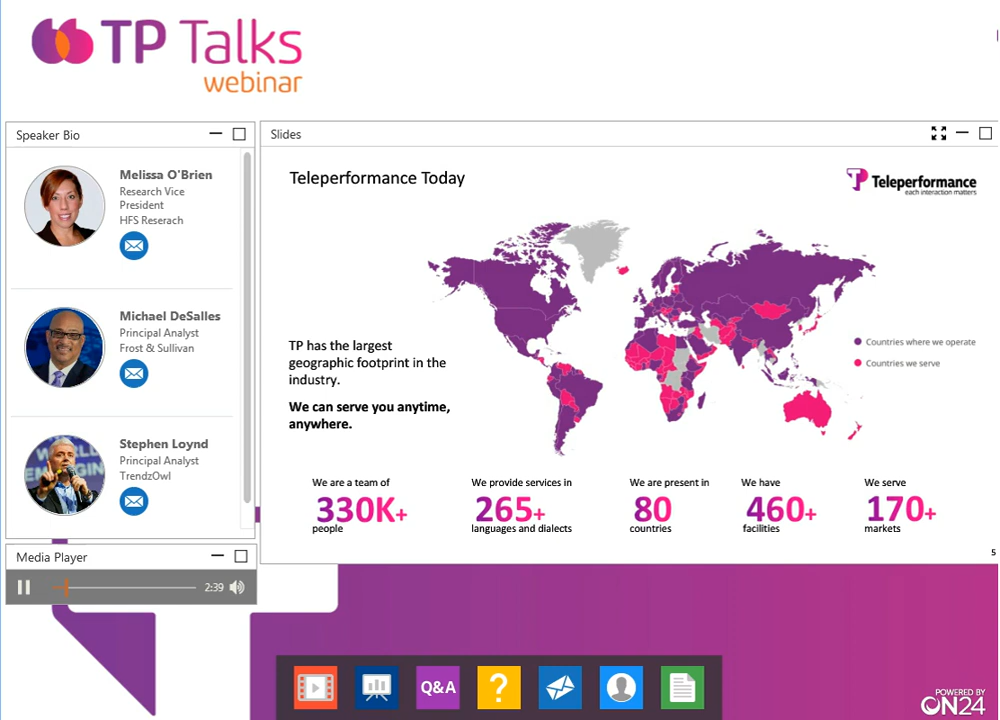 TP Talks
webinar
Speaker Bio
Melissa O'Brien
Research Vice
President
HFS Reserach
Michael DeSalles
Principal Analyst
Frost & Sullivan
Stephen Loynd
Principal Analyst
TrendzOwl
Media Player
2:39
Slides
Teleperformance Today
Teleperformance
each interaction matters
TP has the largest
geographic footprint in the
industry.
We can serve you anytime,
anywhere.
Countries where we operate
Countries we serve
We are a team of
330K+
people
We provide services in
265+
languages and dialects
We are present in
80
countries
We have
460+
facilities
We serve
170+
markets
5
Q&A
?
POWERED BY
ON24